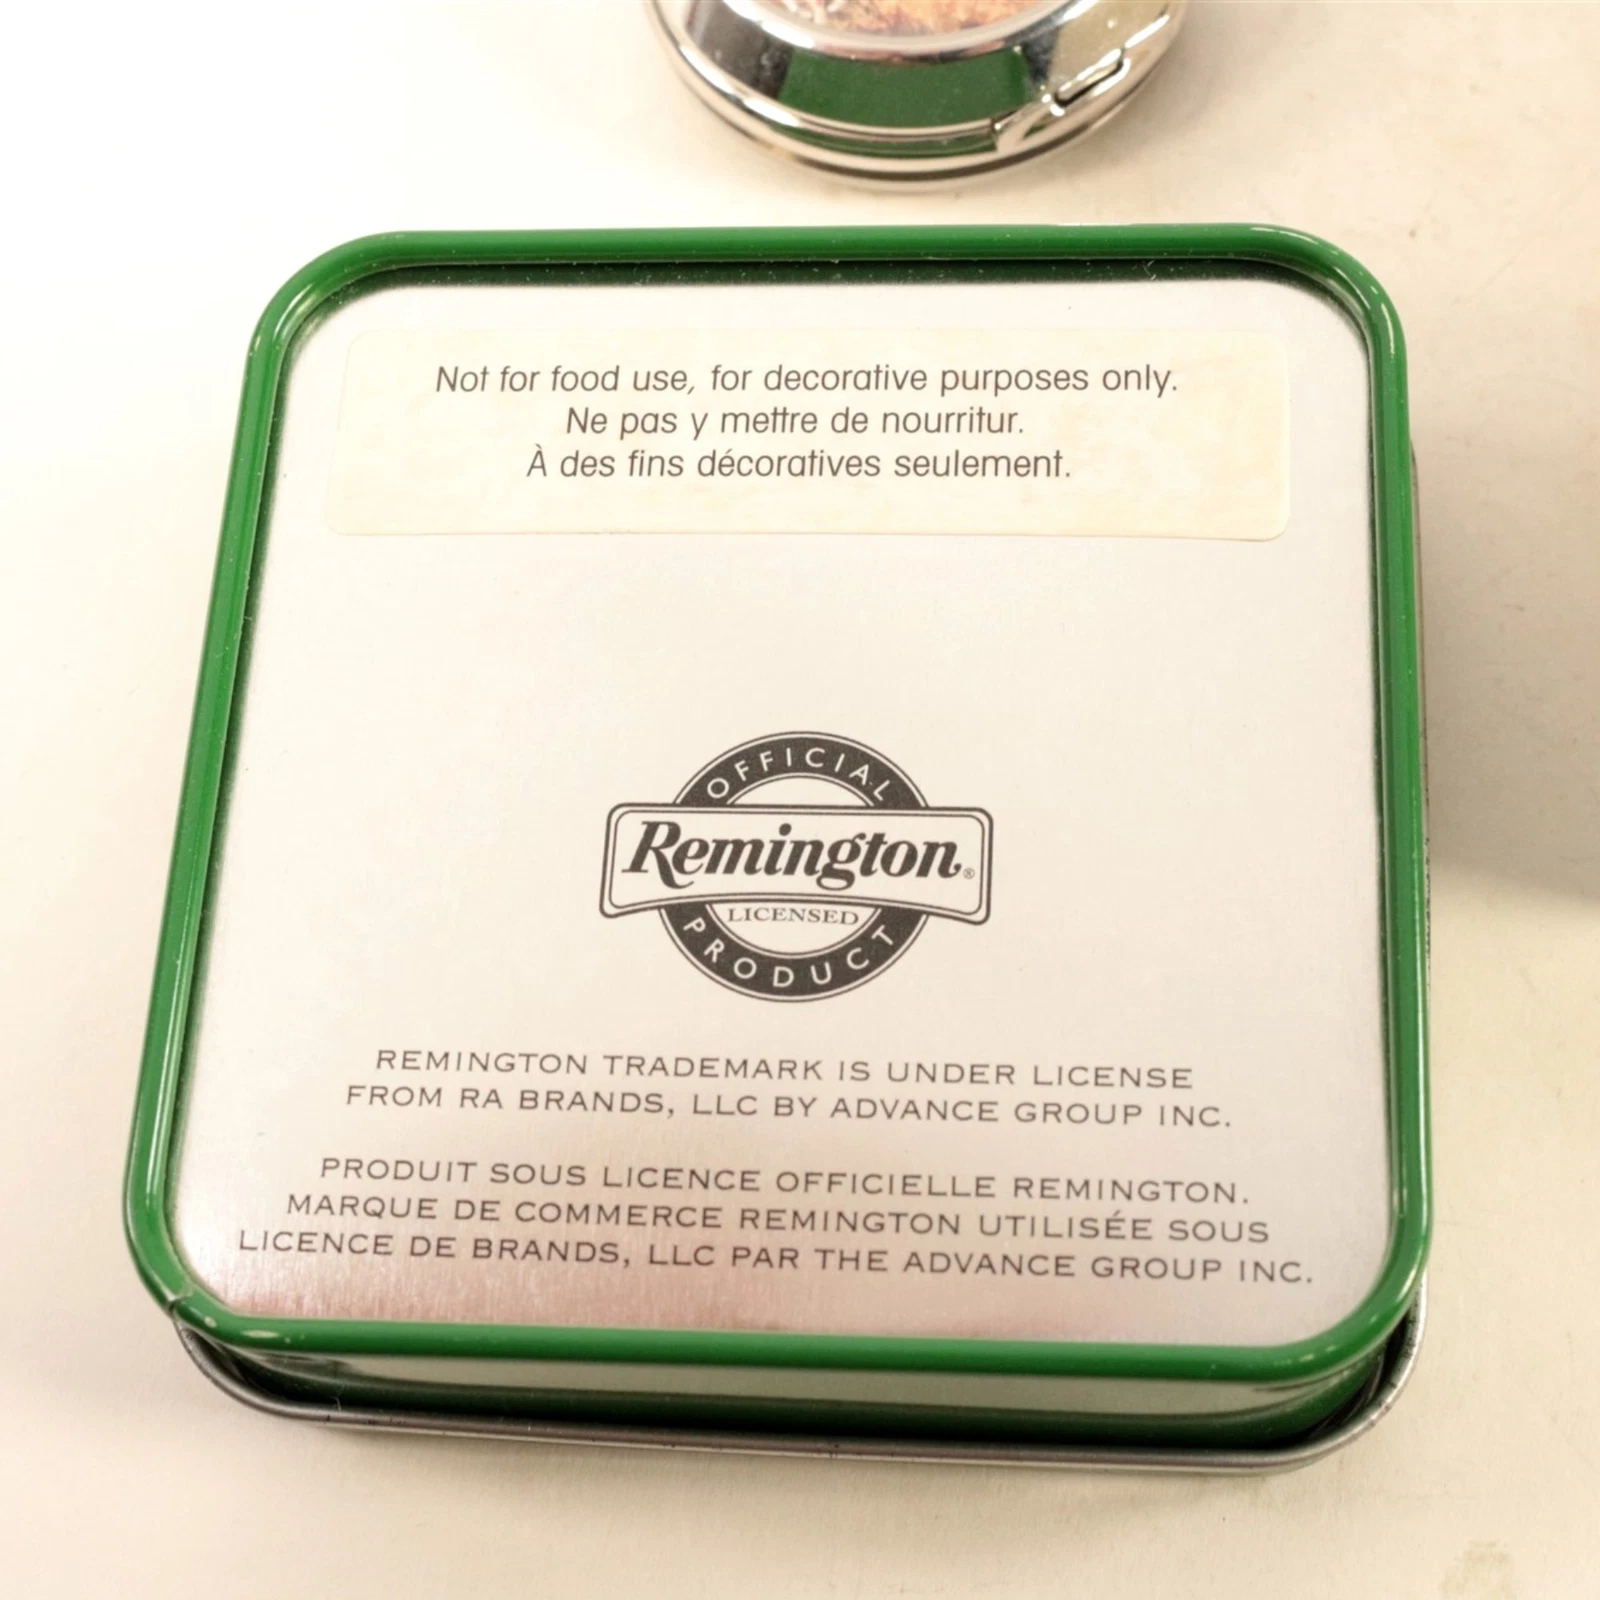 Not for food use, for decorative purposes only.
Ne pas y mettre de nourritur.
À des fins décoratives seulement.
OFFICIAL
Remington®
LICENSED
PRODUCT
REMINGTON TRADEMARK IS UNDER LICENSE
FROM RA BRANDS, LLC BY ADVANCE GROUP INC.
PRODUIT SOUS LICENCE OFFICIELLE REMINGTON.
MARQUE DE COMMERCE REMINGTON UTILISÉE SOUS
LICENCE DE BRANDS, LLC PAR THE ADVANCE GROUP INC.